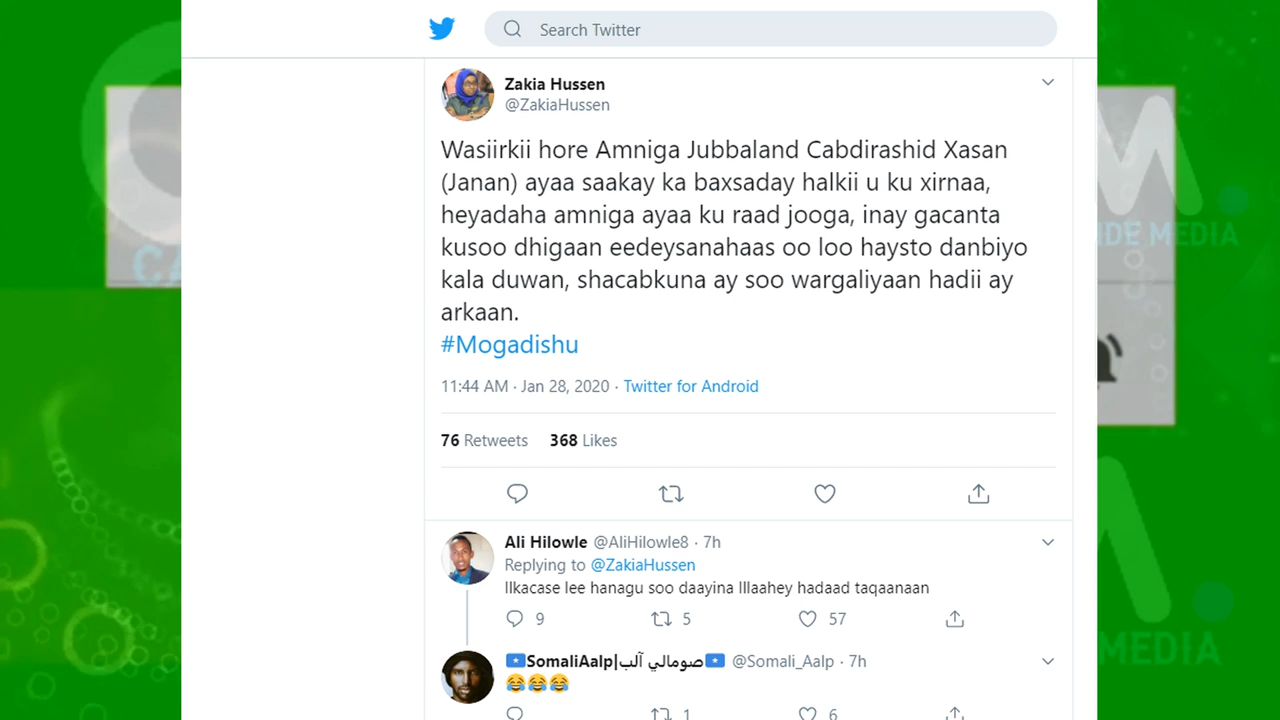 Search Twitter
Zakia Hussen
@ZakiaHussen
Wasiirkii hore Amniga Jubbaland Cabdirashid Xasan
(Janan) ayaa saakay ka baxsaday halkii u ku xirnaa,
heyadaha amniga ayaa ku raad jooga, inay gacanta
kusoo dhigaan eedeysanahaas oo loo haysto danbiyo
kala duwan, shacabkuna ay soo wargaliyaan hadii ay
arkaan.
#Mogadishu
11:44 AM · Jan 28, 2020 · Twitter for Android
76 Retweets 368 Likes
Ali Hilowle @AliHilowle8 · 7h
Replying to @ZakiaHussen
Ilkacase lee hanagu soo daayina Illaahey hadaad taqaanaan
9 5 57
SomaliAalp|صومالي آلب @Somali_Aalp · 7h
😂😂😂
1 6
M
IDE MEDIA
MEDIA
CA